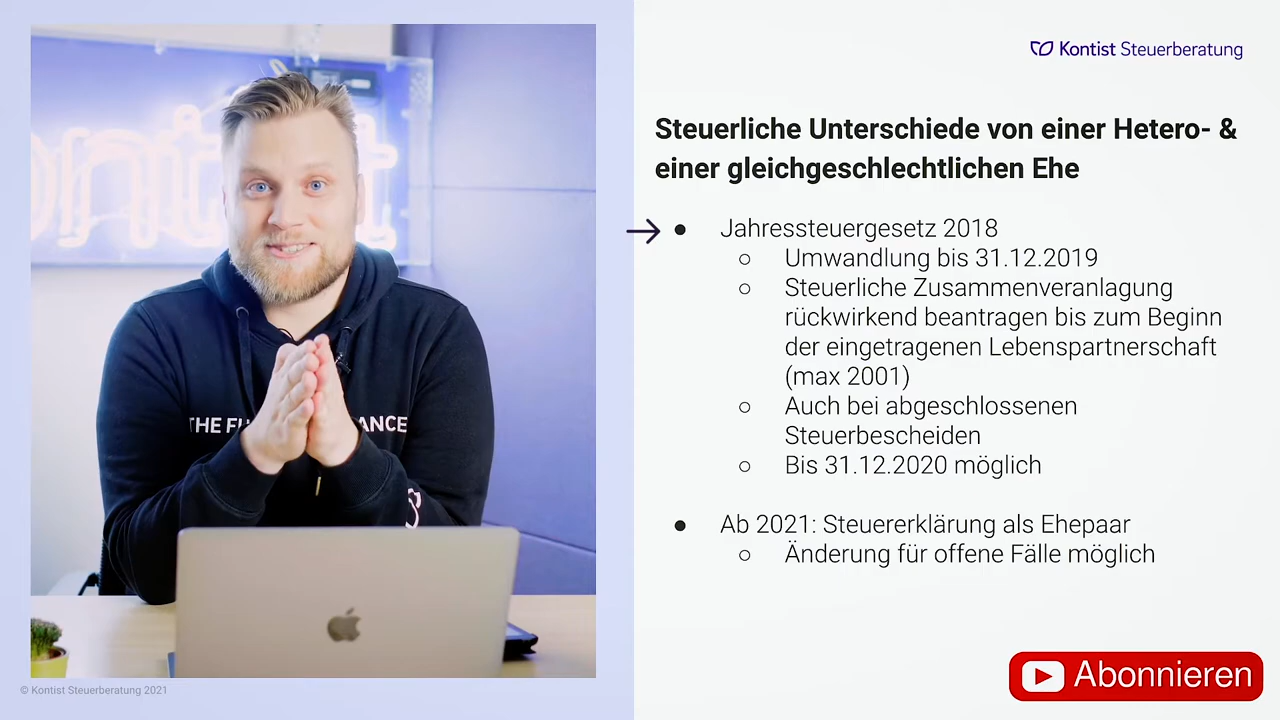 Kontist Steuerberatung
Steuerliche Unterschiede von einer Hetero- &
einer gleichgeschlechtlichen Ehe
● Jahressteuergesetz 2018
○ Umwandlung bis 31.12.2019
○ Steuerliche Zusammenveranlagung
rückwirkend beantragen bis zum Beginn
der eingetragenen Lebenspartnerschaft
(max 2001)
○ Auch bei abgeschlossenen
Steuerbescheiden
○ Bis 31.12.2020 möglich
● Ab 2021: Steuererklärung als Ehepaar
○ Änderung für offene Fälle möglich
Abonnieren
THE FU
ANCE
© Kontist Steuerberatung 2021